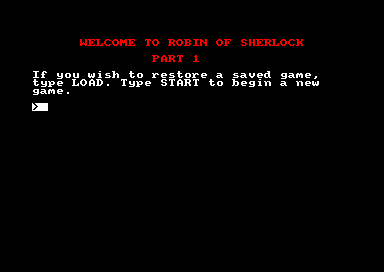 WELCOME TO ROBIN OF SHERLOCK
PART 1
If you wish to restore a saved game,
type LOAD. Type START to begin a new
game.
>